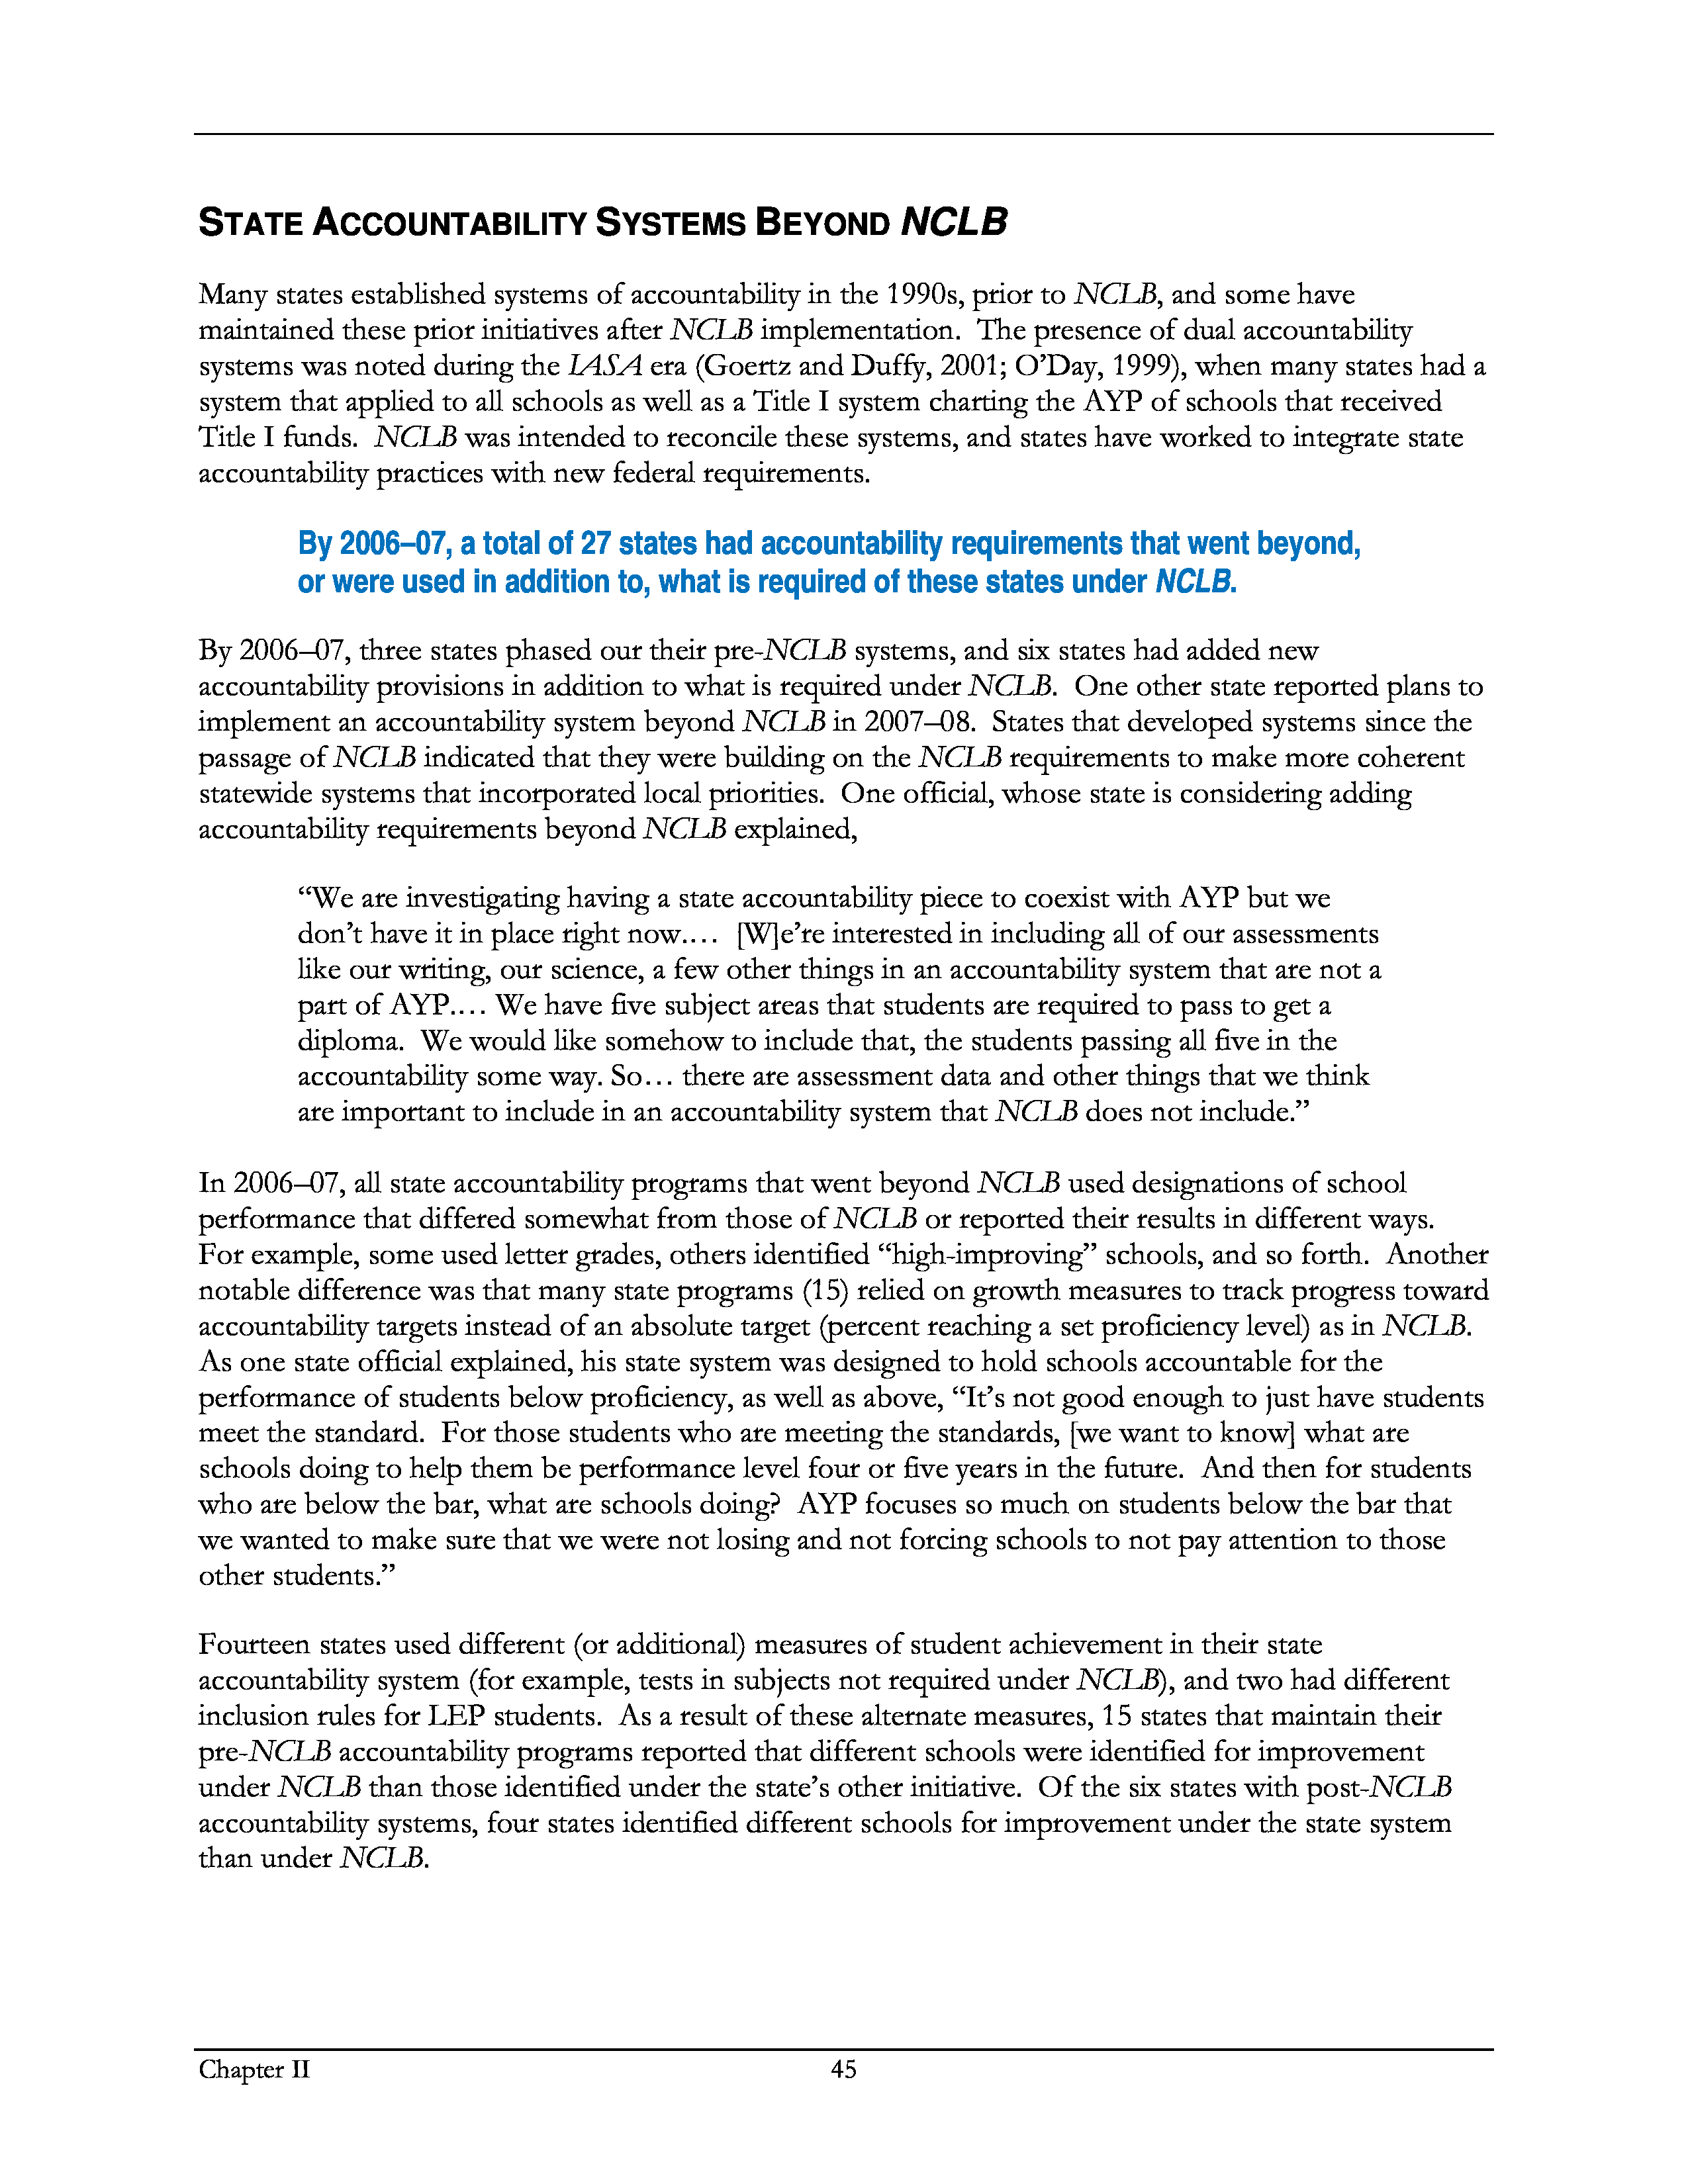 STATE ACCOUNTABILITY SYSTEMS BEYOND NCLB
Many states established systems of accountability in the 1990s, prior to NCLB, and some have
maintained these prior initiatives after NCLB implementation.  The presence of dual accountability
systems was noted during the IASA era (Goertz and Duffy, 2001; O’Day, 1999), when many states had a
system that applied to all schools as well as a Title I system charting the AYP of schools that received
Title I funds.  NCLB was intended to reconcile these systems, and states have worked to integrate state
accountability practices with new federal requirements.
By 2006–07, a total of 27 states had accountability requirements that went beyond,
or were used in addition to, what is required of these states under NCLB.
By 2006–07, three states phased our their pre-NCLB systems, and six states had added new
accountability provisions in addition to what is required under NCLB.  One other state reported plans to
implement an accountability system beyond NCLB in 2007–08.  States that developed systems since the
passage of NCLB indicated that they were building on the NCLB requirements to make more coherent
statewide systems that incorporated local priorities.  One official, whose state is considering adding
accountability requirements beyond NCLB explained,
“We are investigating having a state accountability piece to coexist with AYP but we
don’t have it in place right now.…  [W]e’re interested in including all of our assessments
like our writing, our science, a few other things in an accountability system that are not a
part of AYP.… We have five subject areas that students are required to pass to get a
diploma.  We would like somehow to include that, the students passing all five in the
accountability some way. So… there are assessment data and other things that we think
are important to include in an accountability system that NCLB does not include.”
In 2006–07, all state accountability programs that went beyond NCLB used designations of school
performance that differed somewhat from those of NCLB or reported their results in different ways.
For example, some used letter grades, others identified “high-improving” schools, and so forth.  Another
notable difference was that many state programs (15) relied on growth measures to track progress toward
accountability targets instead of an absolute target (percent reaching a set proficiency level) as in NCLB.
As one state official explained, his state system was designed to hold schools accountable for the
performance of students below proficiency, as well as above, “It’s not good enough to just have students
meet the standard.  For those students who are meeting the standards, [we want to know] what are
schools doing to help them be performance level four or five years in the future.  And then for students
who are below the bar, what are schools doing?  AYP focuses so much on students below the bar that
we wanted to make sure that we were not losing and not forcing schools to not pay attention to those
other students.”
Fourteen states used different (or additional) measures of student achievement in their state
accountability system (for example, tests in subjects not required under NCLB), and two had different
inclusion rules for LEP students.  As a result of these alternate measures, 15 states that maintain their
pre-NCLB accountability programs reported that different schools were identified for improvement
under NCLB than those identified under the state’s other initiative.  Of the six states with post-NCLB
accountability systems, four states identified different schools for improvement under the state system
than under NCLB.
Chapter II 45